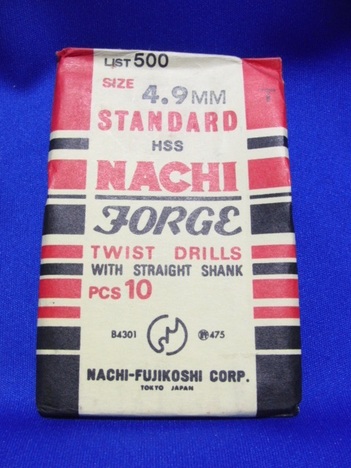 LIST 500
SIZE 4.9MM
STANDARD
HSS
NACHI
FORGE
TWIST DRILLS
WITH STRAIGHT SHANK
PCS 10
B4301 475
NACHI-FUJIKOSHI CORP.
TOKYO JAPAN